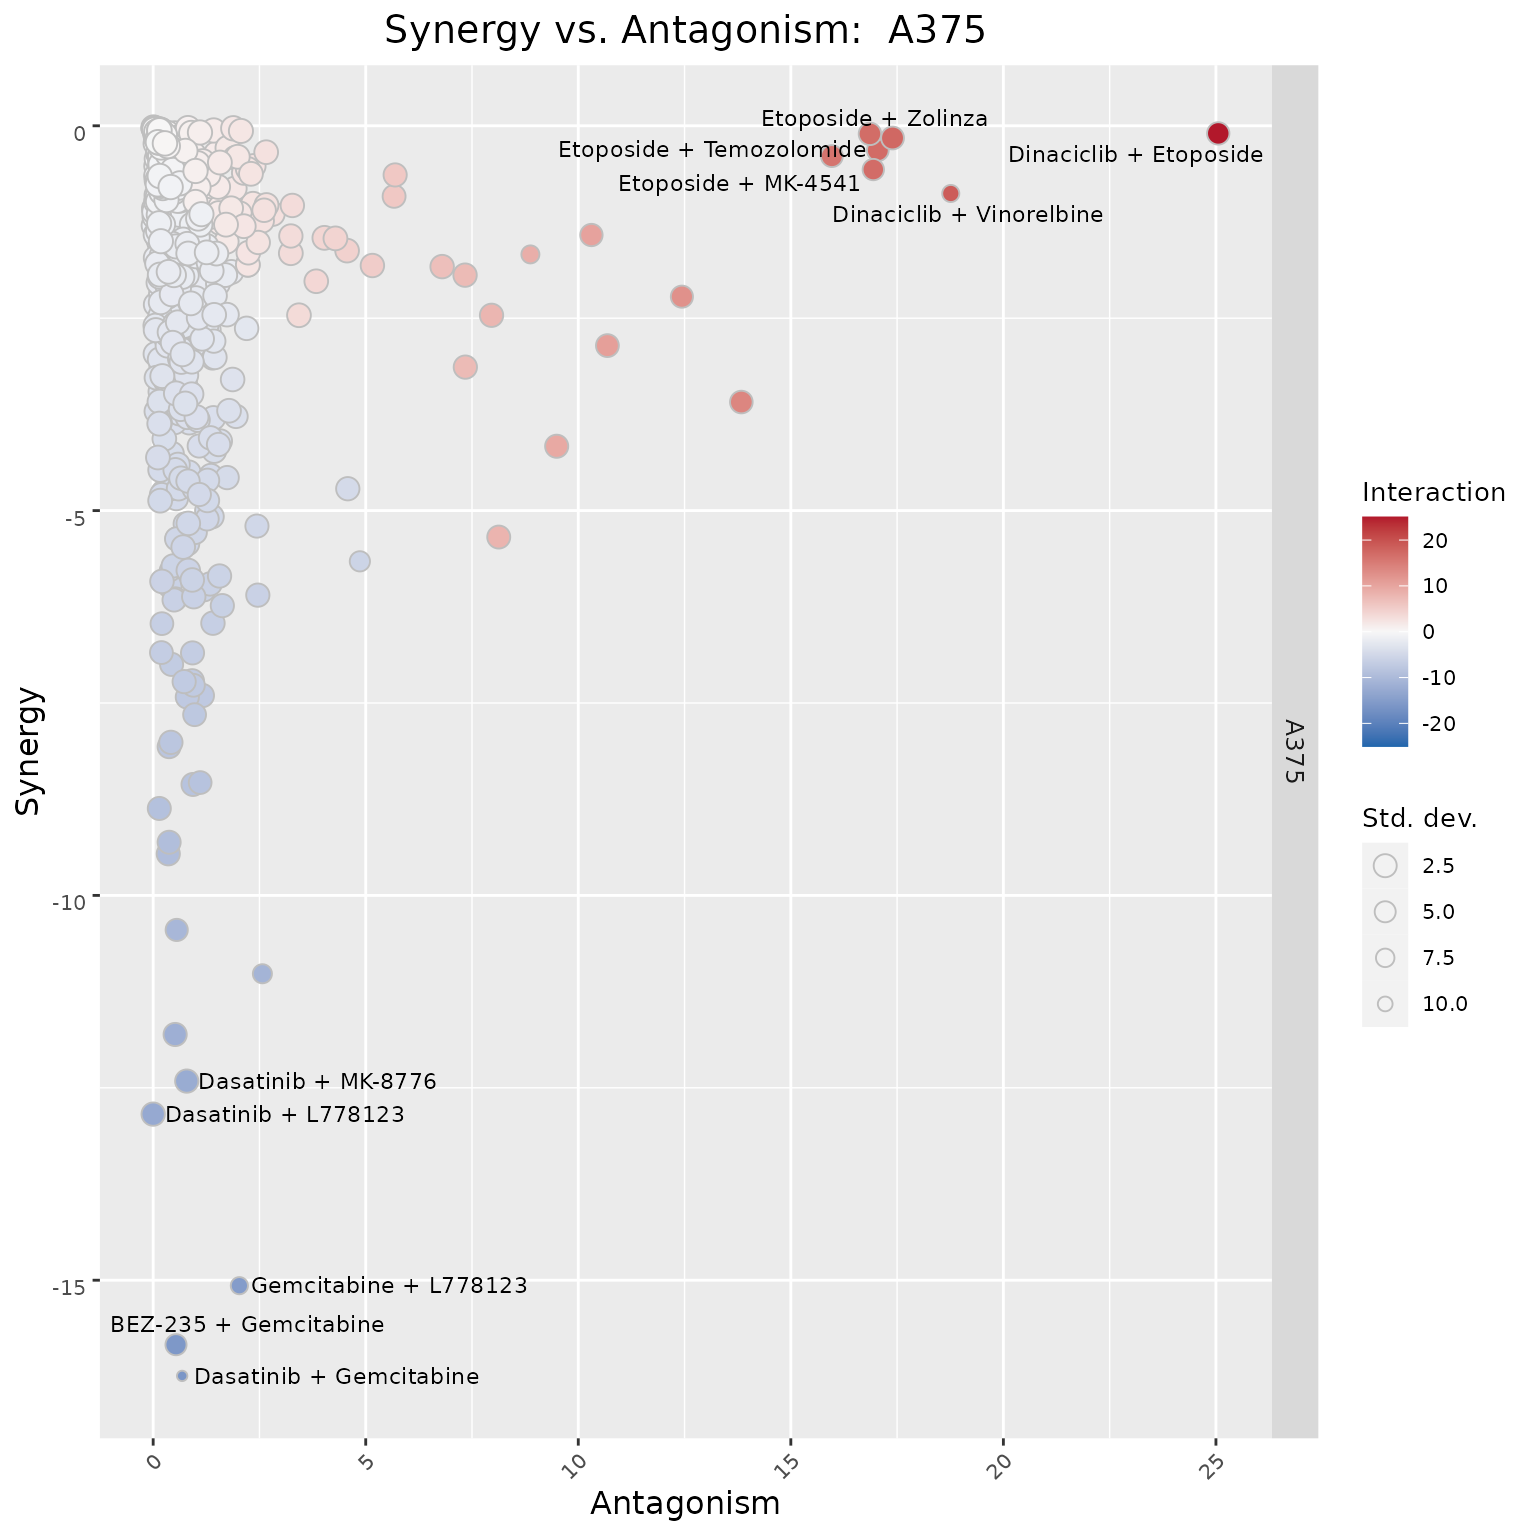 Synergy vs. Antagonism:  A375
Etoposide + Zolinza
Etoposide + Temozolomide
Dinaciclib + Etoposide
Etoposide + MK-4541
Dinaciclib + Vinorelbine
Dasatinib + MK-8776
Dasatinib + L778123
Gemcitabine + L778123
BEZ-235 + Gemcitabine
Dasatinib + Gemcitabine
0
-5
-10
-15
Synergy
0
5
10
15
20
25
Antagonism
A375
Interaction
20
10
0
-10
-20
Std. dev.
2.5
5.0
7.5
10.0